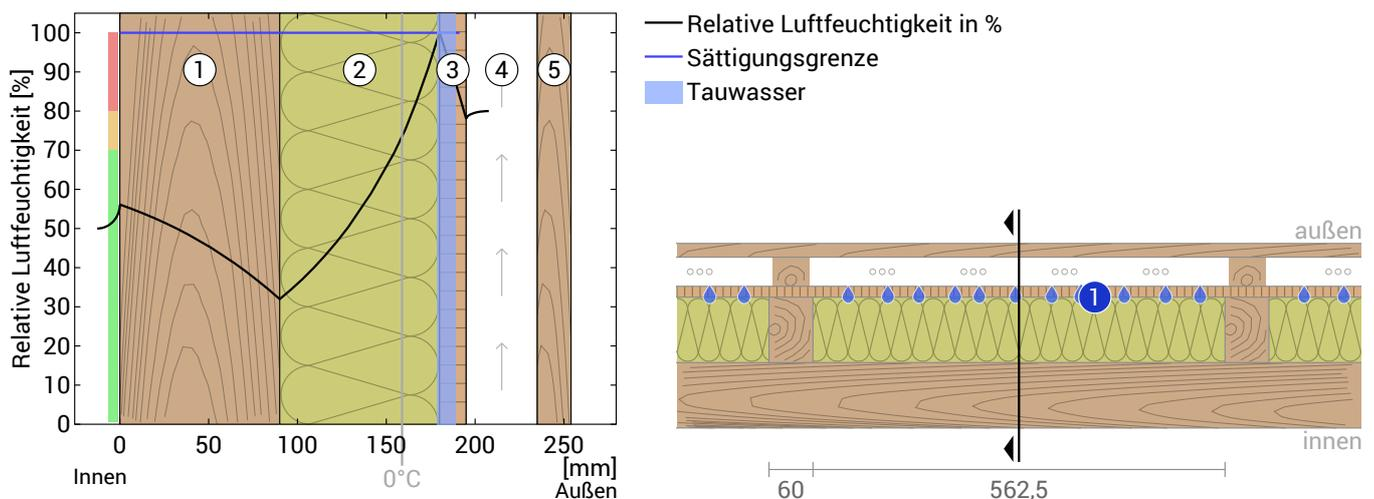 Relative Luftfeuchtigkeit [%]
100
90
80
70
60
50
40
30
20
10
0
1
2
3
4
5
0
50
100
150
200
250
[mm]
Innen
0°C
Außen
Relative Luftfeuchtigkeit in %
Sättigungsgrenze
Tauwasser
außen
1
innen
60
562,5